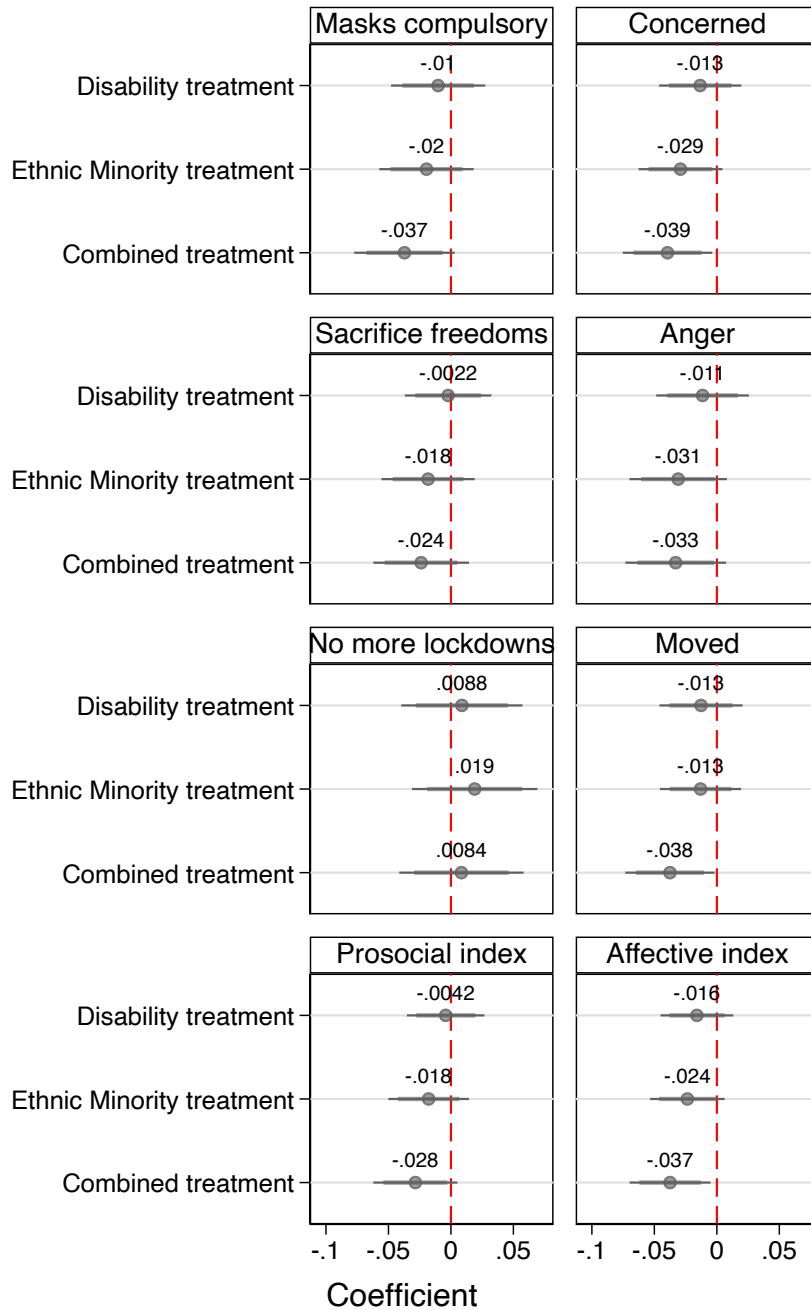 Masks compulsory
Concerned
Disability treatment
-.01
-.013
Ethnic Minority treatment
-.02
-.029
Combined treatment
-.037
-.039
Sacrifice freedoms
Anger
Disability treatment
-.0022
-.011
Ethnic Minority treatment
-.018
-.031
Combined treatment
-.024
-.033
No more lockdowns
Moved
Disability treatment
.0088
-.013
Ethnic Minority treatment
.019
-.013
Combined treatment
.0084
-.038
Prosocial index
Affective index
Disability treatment
-.0042
-.016
Ethnic Minority treatment
-.018
-.024
Combined treatment
-.028
-.037
-.1 -.05 0 .05
-.1 -.05 0 .05
Coefficient